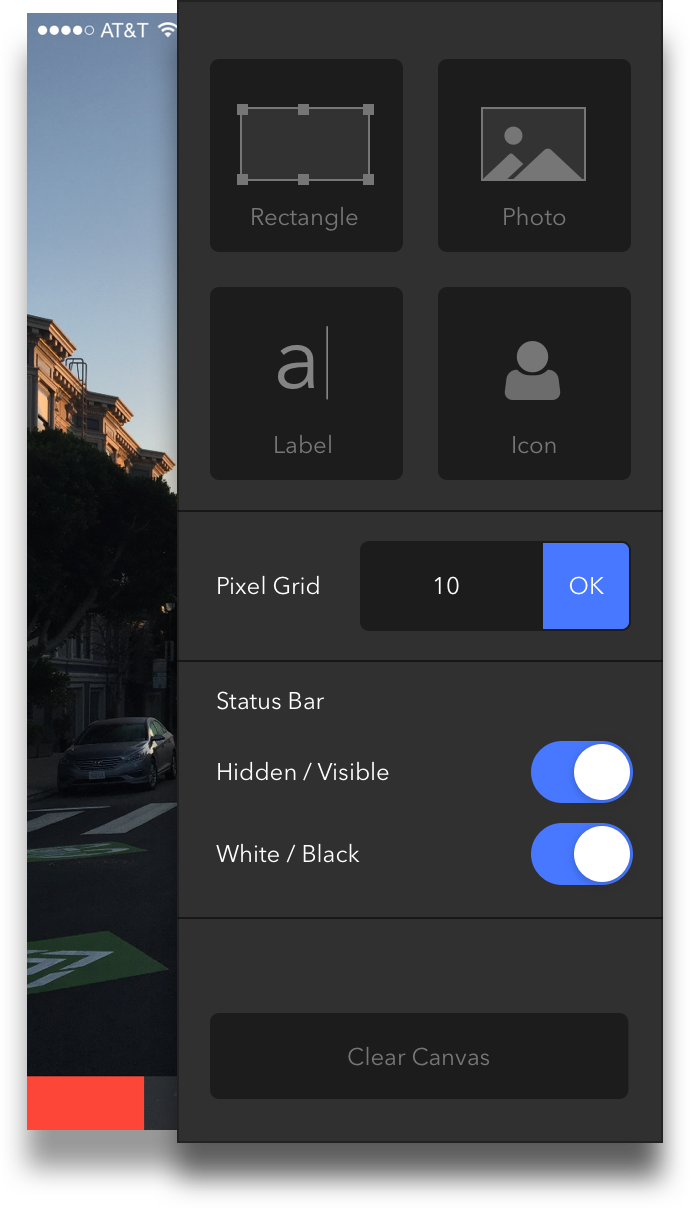 AT&T
Rectangle
Photo
a
Label
Icon
Pixel Grid
10
OK
Status Bar
Hidden / Visible
White / Black
Clear Canvas